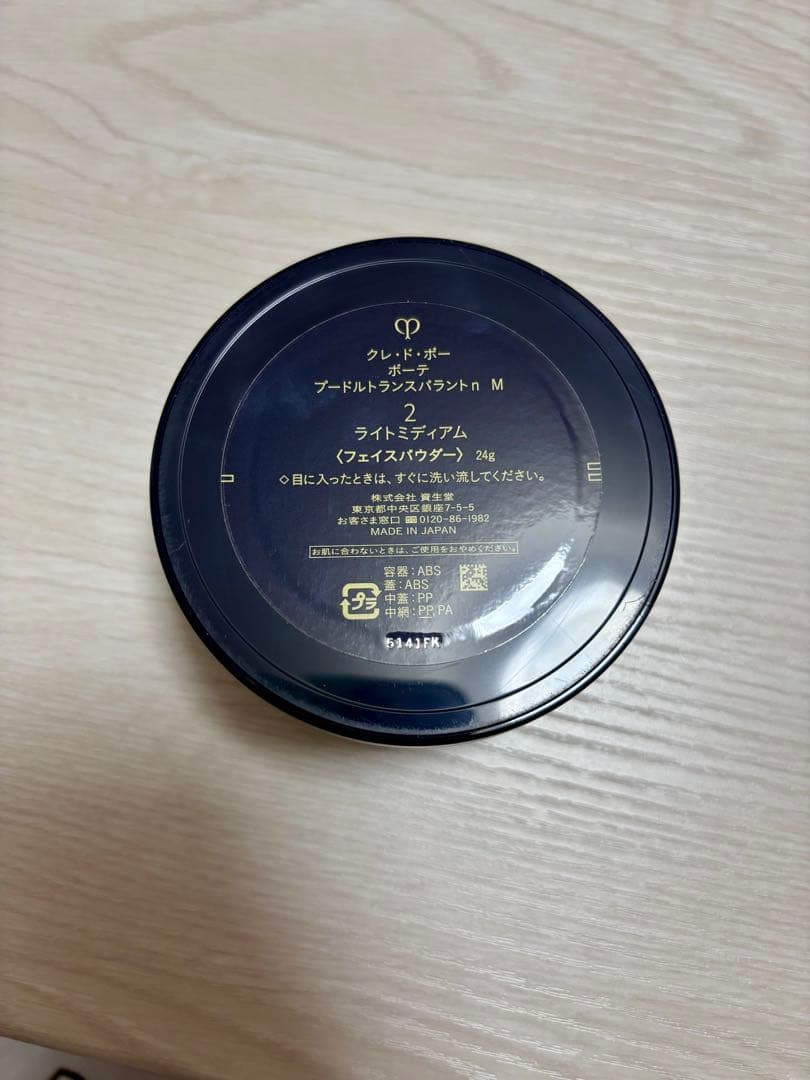 クレ・ド・ポー
ボーテ
プードルトランスパラントn M
2
ライトミディアム
〈フェイスパウダー〉 24g
◇目に入ったときは、すぐに洗い流してください。
株式会社 資生堂
東京都中央区銀座7-5-5
お客さま窓口 0120-86-1982
MADE IN JAPAN
お肌に合わないときは、ご使用をおやめください。
容器：ABS
蓋：ABS
中蓋：PP
プラ
中網：PP,PA
5141FK